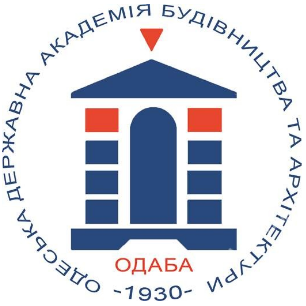 ОДЕСЬКА ДЕРЖАВНА АКАДЕМІЯ БУДІВНИЦТВА ТА АРХІТЕКТУРИ
ОДАБА
-1930-